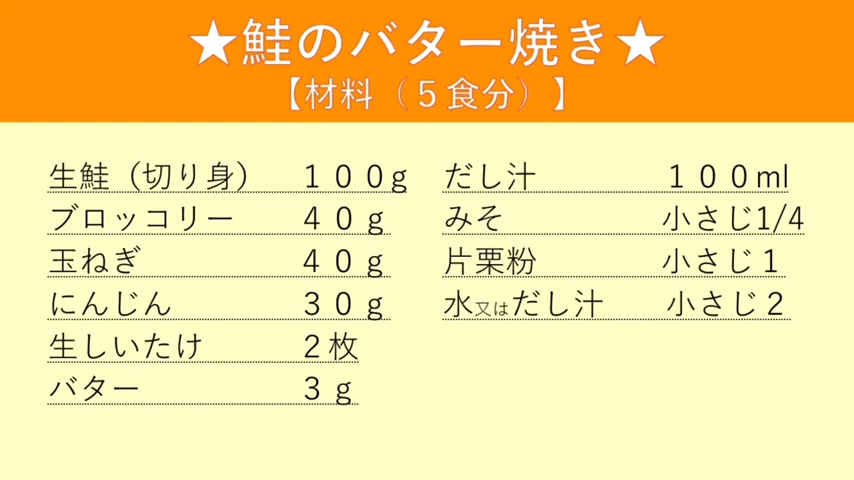 ★鮭のバター焼き★
【材料（５食分）】
生鮭（切り身）　１００g
ブロッコリー　４０g
玉ねぎ　４０g
にんじん　３０g
生しいたけ　２枚
バター　３g
だし汁　１００ml
みそ　小さじ1/4
片栗粉　小さじ１
水又はだし汁　小さじ２